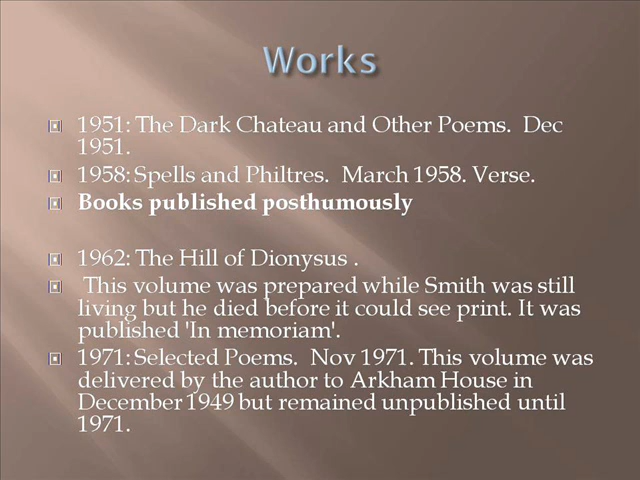 Works
1951: The Dark Chateau and Other Poems.  Dec
1951.
1958: Spells and Philtres.  March 1958. Verse.
Books published posthumously
1962: The Hill of Dionysus .
This volume was prepared while Smith was still
living but he died before it could see print. It was
published 'In memoriam'.
1971: Selected Poems.  Nov 1971. This volume was
delivered by the author to Arkham House in
December 1949 but remained unpublished until
1971.